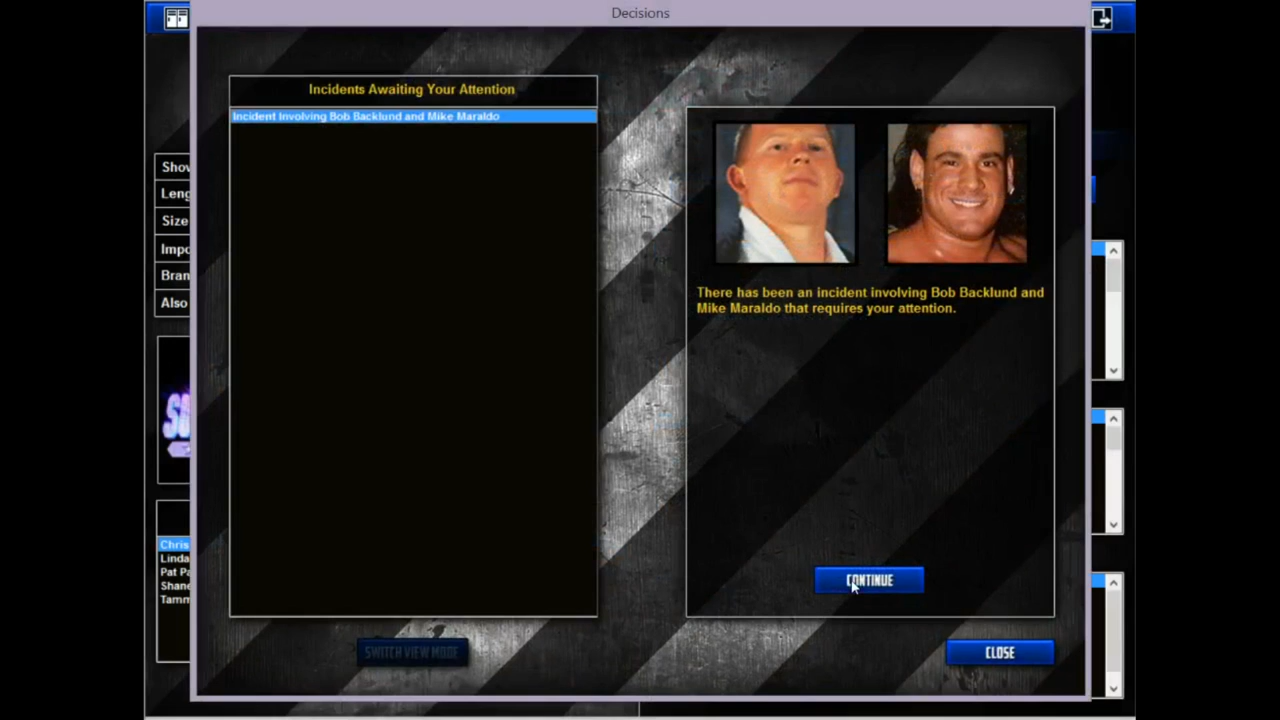 Decisions
Incidents Awaiting Your Attention
Incident Involving Bob Backlund and Mike Maraldo
There has been an incident involving Bob Backlund and
Mike Maraldo that requires your attention.
Show
Leng
Size
Impo
Bran
Also
Chris
Linda
Pat Pa
Shane
Tamm
CONTINUE
SWITCH VIEW MODE
CLOSE